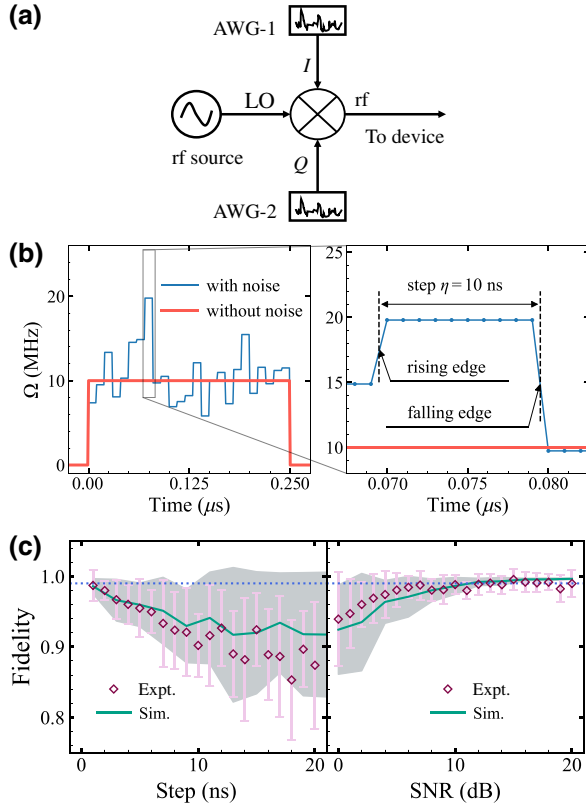 (a)
AWG-1
I
LO
rf
rf source
To device
Q
AWG-2
(b)
with noise
without noise
20
10
0
Ω (MHz)
0.00
0.125
0.250
Time (μs)
25
20
15
10
step η = 10 ns
rising edge
falling edge
0.070
0.075
0.080
Time (μs)
(c)
1.0
0.9
0.8
Fidelity
Expt.
Sim.
0
10
20
Step (ns)
Expt.
Sim.
0
10
20
SNR (dB)